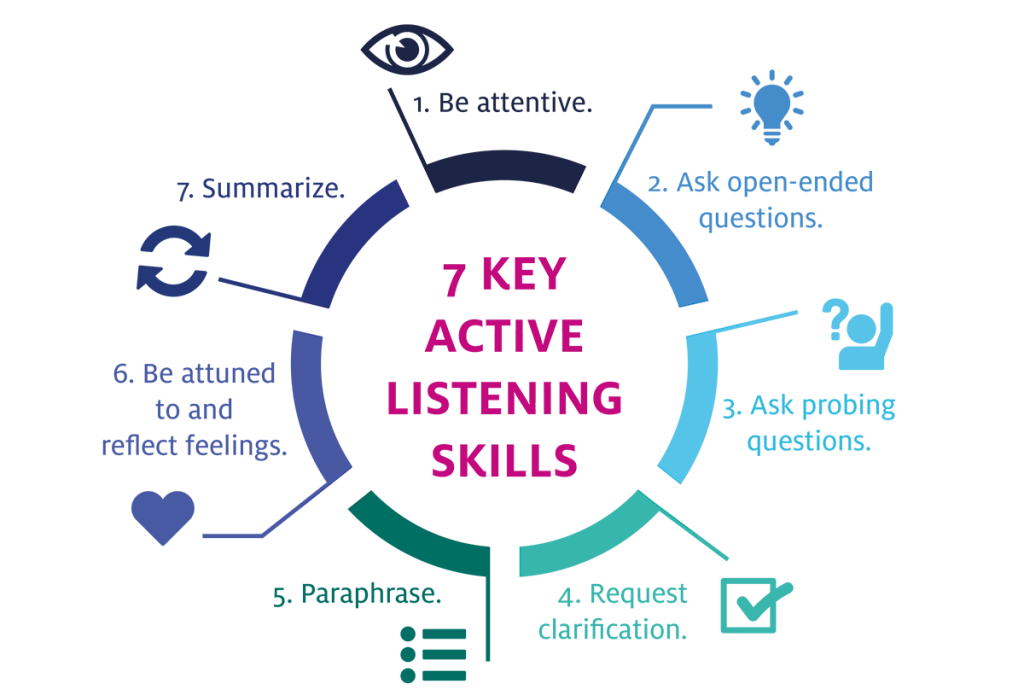 7 KEY
ACTIVE
LISTENING
SKILLS
1. Be attentive.
2. Ask open-ended
questions.
3. Ask probing
questions.
4. Request
clarification.
5. Paraphrase.
6. Be attuned
to and
reflect feelings.
7. Summarize.
?